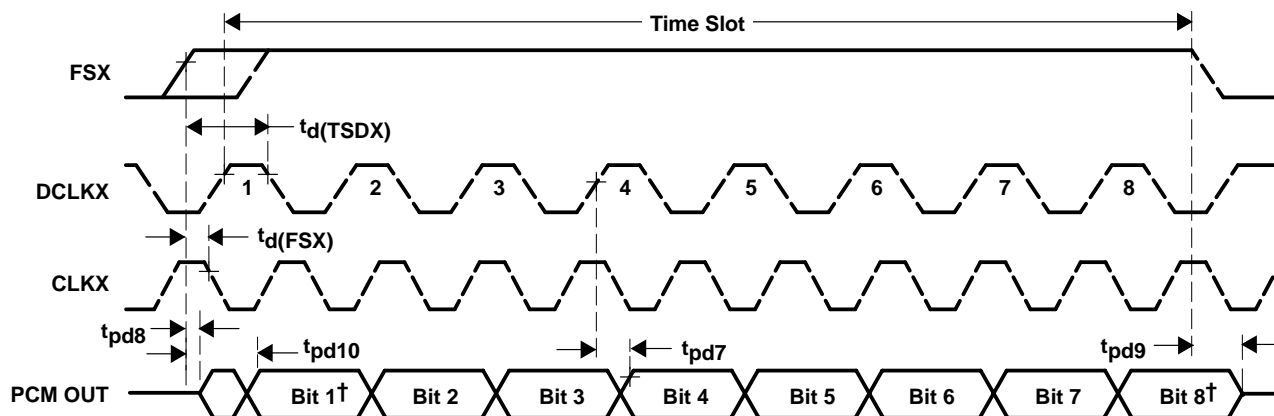 Time Slot
FSX
td(TSDX)
DCLKX 1 2 3 4 5 6 7 8
td(FSX)
CLKX
tpd8 tpd10 tpd7 tpd9
PCM OUT Bit 1† Bit 2 Bit 3 Bit 4 Bit 5 Bit 6 Bit 7 Bit 8†